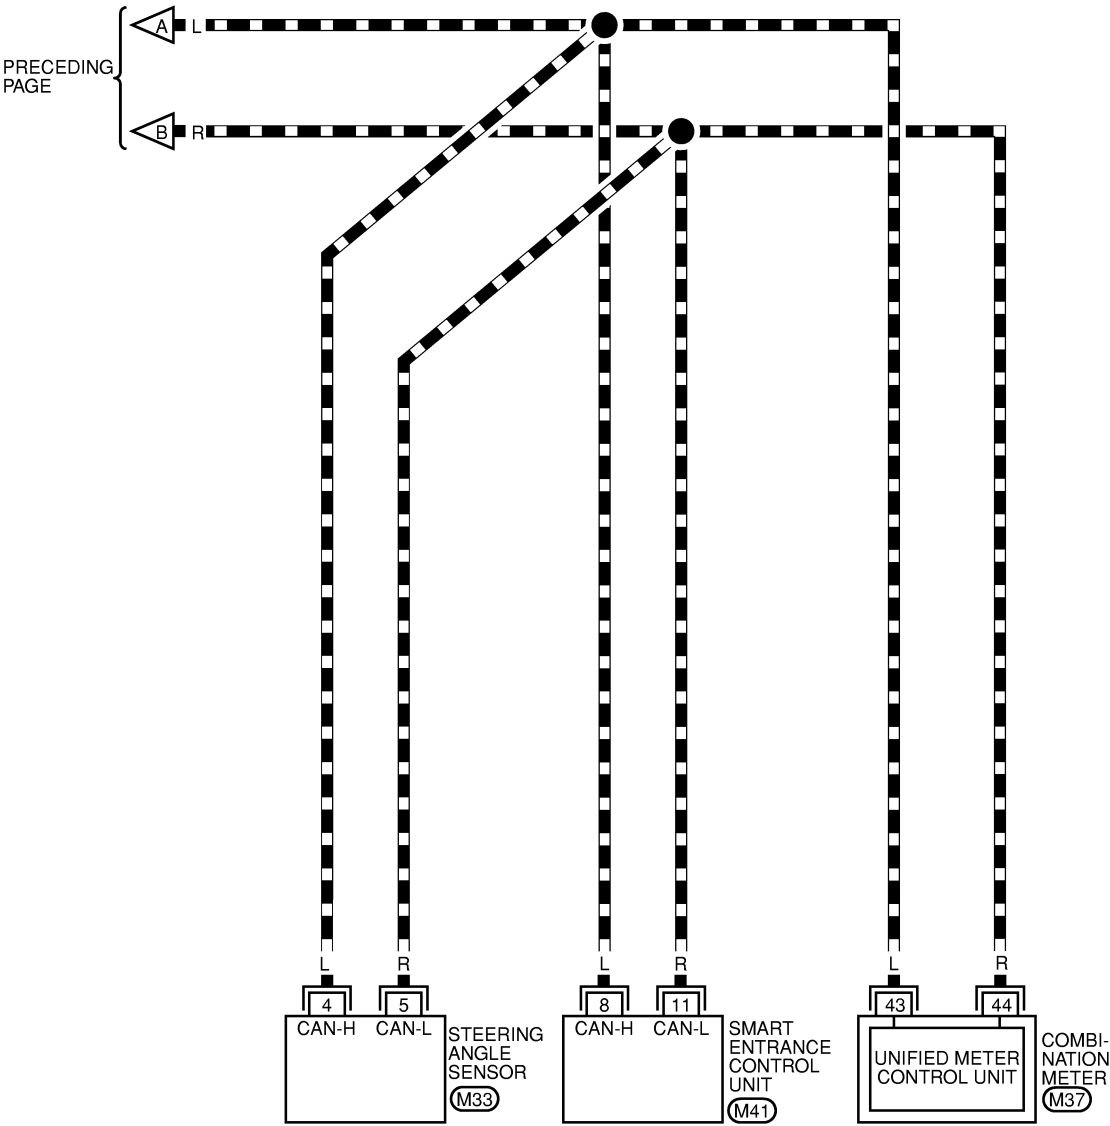 A L
PRECEDING
PAGE
B R
L R L R L R
4 5 8 11 43 44
CAN-H CAN-L
STEERING
ANGLE
SENSOR
M33
CAN-H CAN-L
SMART
ENTRANCE
CONTROL
UNIT
M41
UNIFIED METER
CONTROL UNIT
COMBI-
NATION
METER
M37